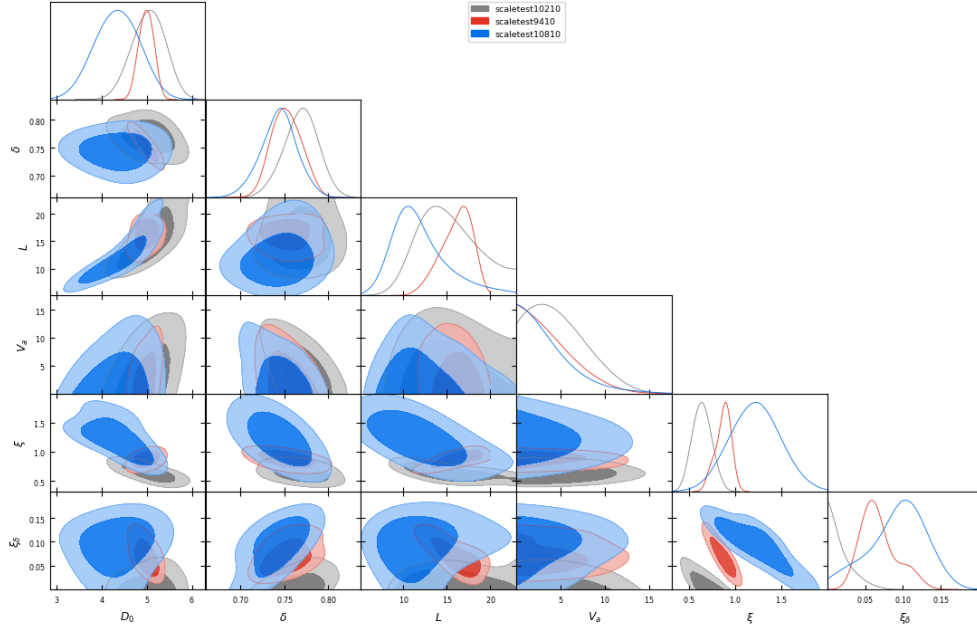 scaletest10210
scaletest9410
scaletest10810
δ
0.80
0.75
0.70
L
20
15
10
V_a
15
10
5
ξ
1.5
1.0
0.5
ξ_δ
0.15
0.10
0.05
3 4 5 6
0.70 0.75 0.80
10 15 20
5 10 15
0.5 1.0 1.5
0.05 0.15
D_0 δ L V_a ξ ξ_δ